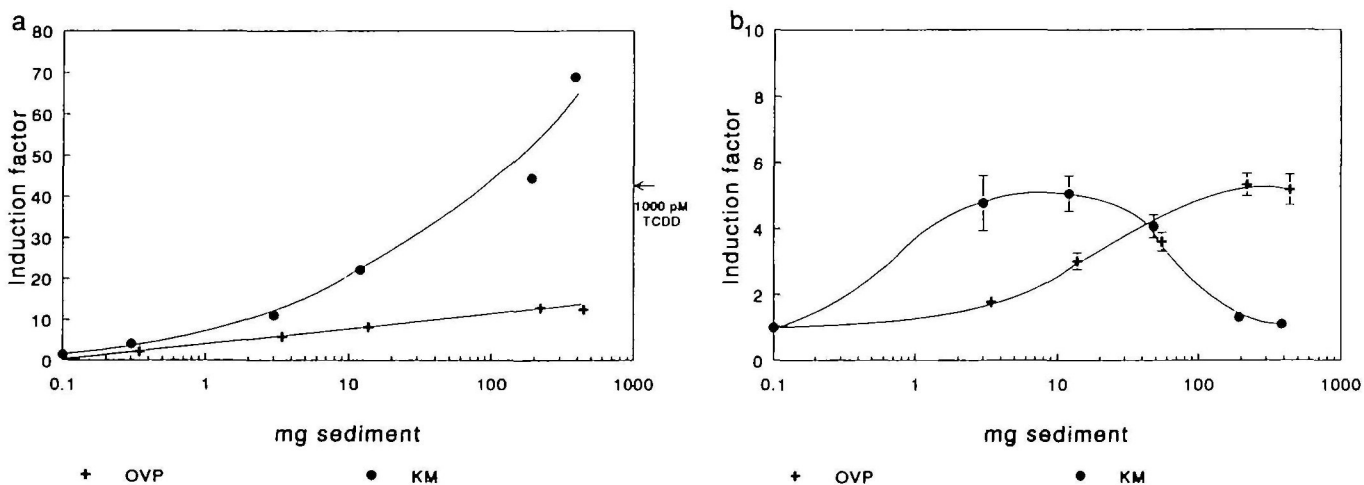 a
80
70
60
50
40
30
20
10
0
Induction factor
0.1 1 10 100 1000
mg sediment
1000 pM
TCDD
+ OVP ● KM
b
10
8
6
4
2
0
Induction factor
0.1 1 10 100 1000
mg sediment
+ OVP ● KM